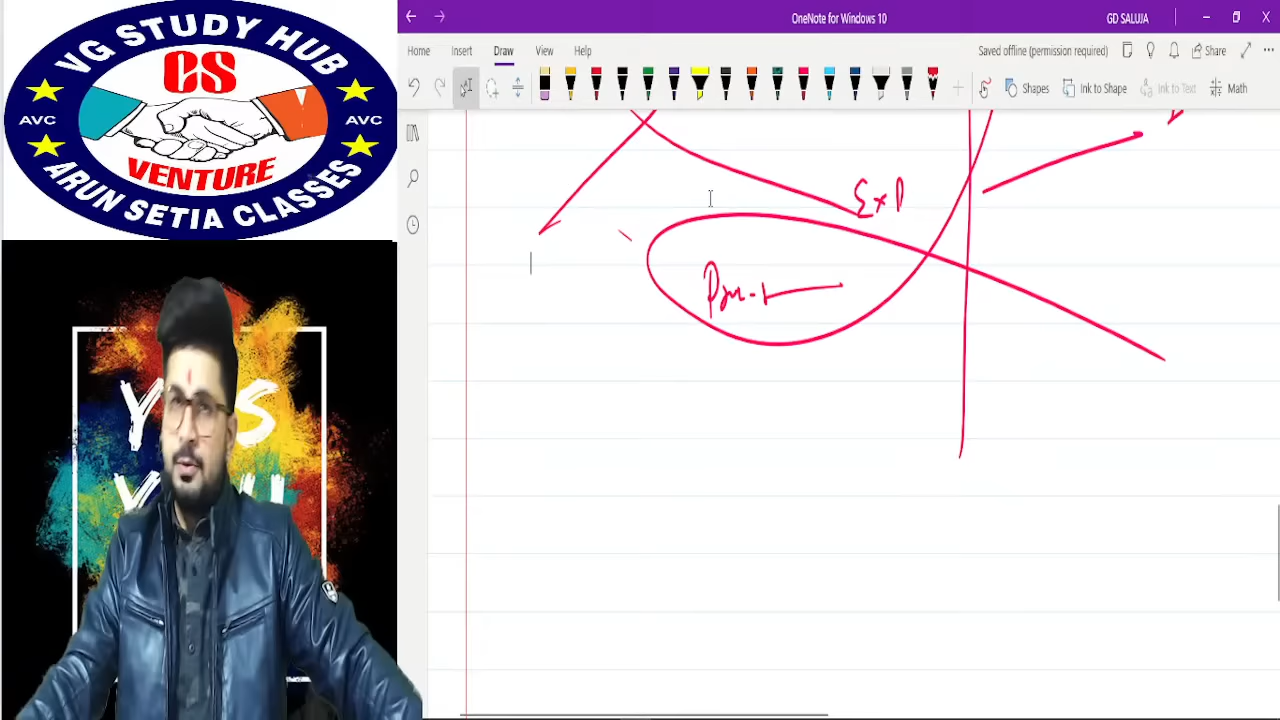 VG STUDY HUB
CS
AVC
AVC
VENTURE
ARUN SETIA CLASSES
OneNote for Windows 10
GD SALUJA
Home
Insert
Draw
View
Help
Saved offline (permission required)
Share
Shapes
Ink to Shape
Ink to Text
Math